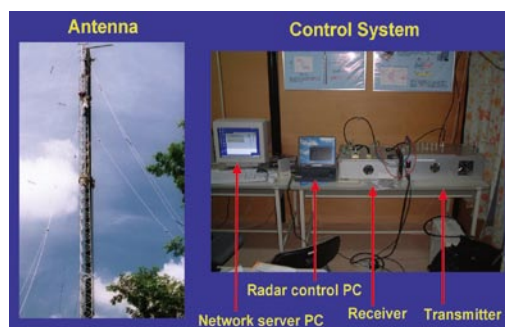 Antenna
Control System
Radar control PC
Network server PC
Receiver
Transmitter